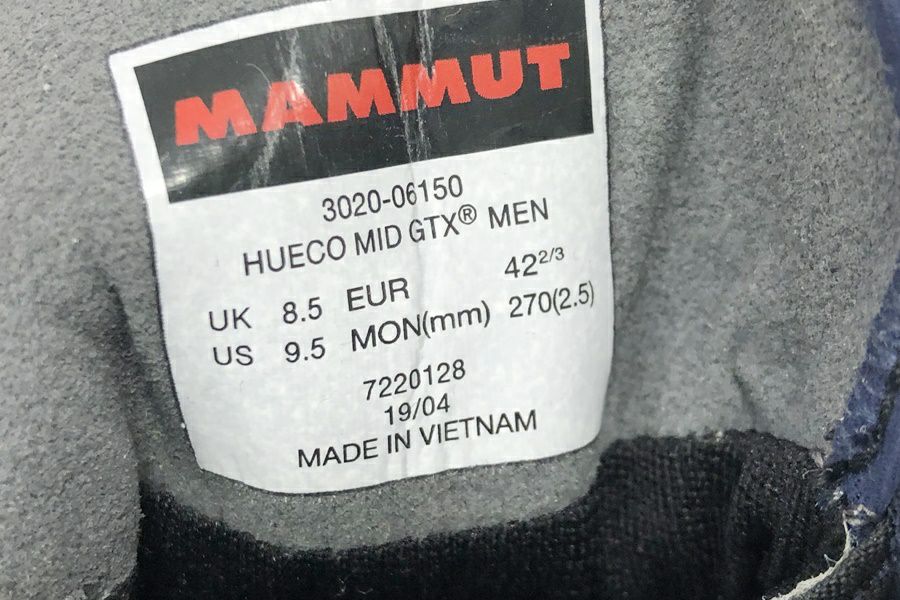 MAMMUT
3020-06150
HUECO MID GTX® MEN
UK 8.5 EUR 42 2/3
US 9.5 MON(mm) 270(2.5)
7220128
19/04
MADE IN VIETNAM